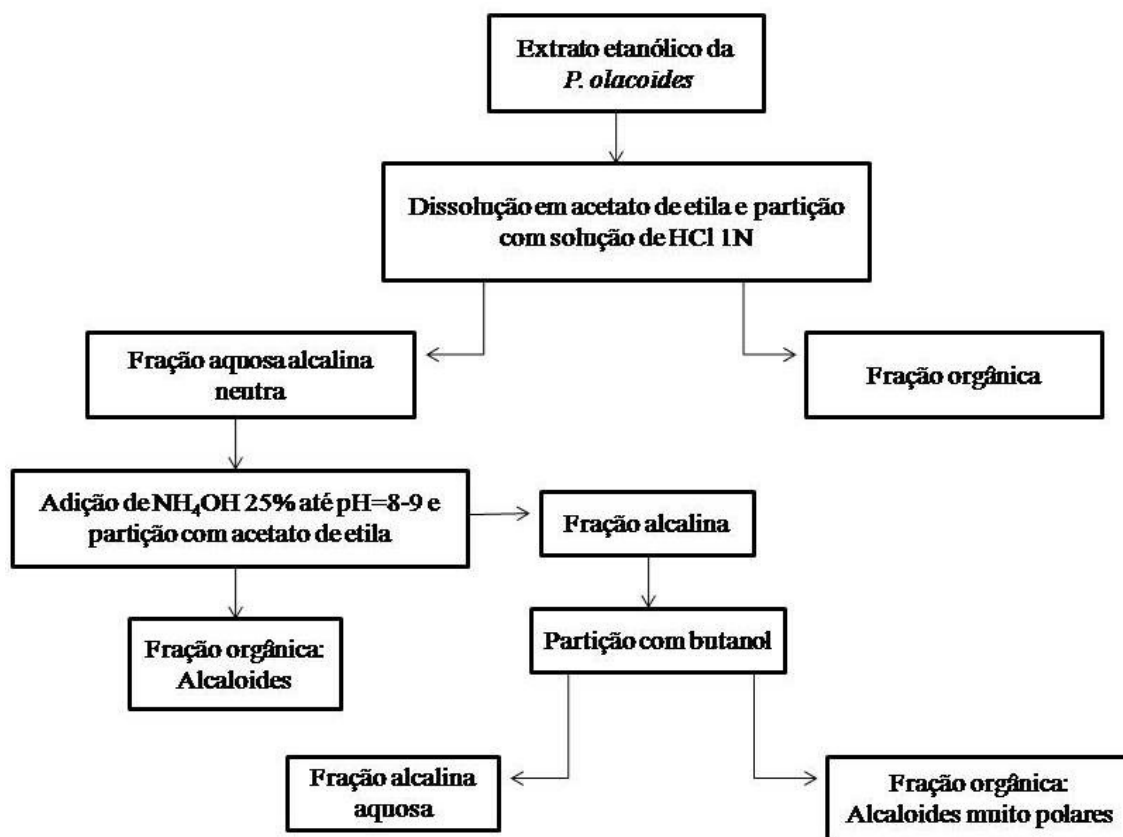 Extrato etanólico da
P. olacoides
Dissolução em acetato de etila e partição
com solução de HCl 1N
Fração aquosa alcalina
neutra
Fração orgânica
Adição de NH₄OH 25% até pH=8-9 e
partição com acetato de etila
Fração alcalina
Fração orgânica:
Alcaloides
Partição com butanol
Fração alcalina
aquosa
Fração orgânica:
Alcaloides muito polares